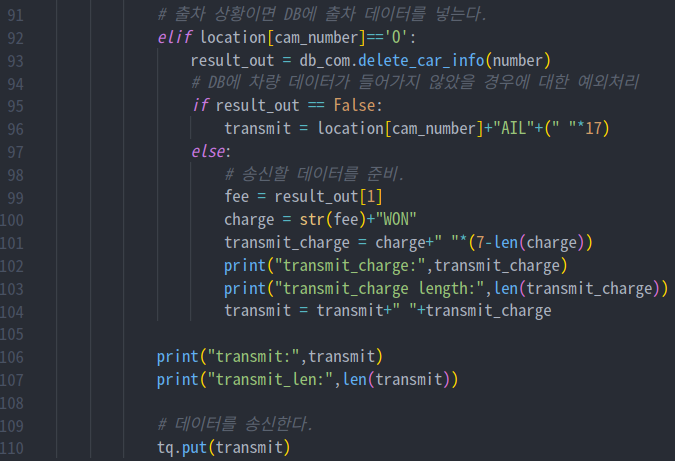 91 # 출차 상황이면 DB에 출차 데이터를 넣는다.
92 elif location[cam_number]=='O':
93 result_out = db_com.delete_car_info(number)
94 # DB에 차량 데이터가 들어가지 않았을 경우에 대한 예외처리
95 if result_out == False:
96 transmit = location[cam_number]+"AIL"+(" "*17)
97 else:
98 # 송신할 데이터를 준비.
99 fee = result_out[1]
100 charge = str(fee)+"WON"
101 transmit_charge = charge+" "*(7-len(charge))
102 print("transmit_charge:",transmit_charge)
103 print("transmit_charge length:",len(transmit_charge))
104 transmit = transmit+" "+transmit_charge
105
106 print("transmit:",transmit)
107 print("transmit_len:",len(transmit))
108
109 # 데이터를 송신한다.
110 tq.put(transmit)